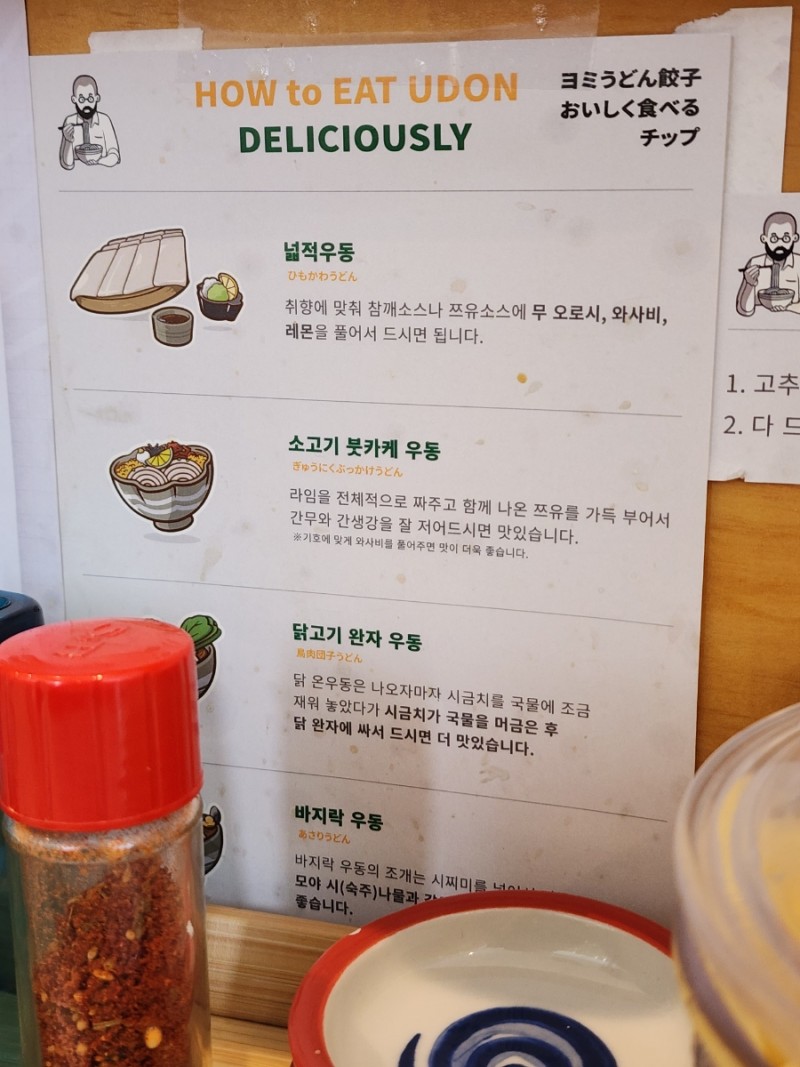 HOW to EAT UDON
DELICIOUSLY
ヨミうどん餃子
おいしく食べる
チップ
넓적우동
ひもかわうどん
취향에 맞춰 참깨소스나 쯔유소스에 무 오로시, 와사비,
레몬을 풀어서 드시면 됩니다.
소고기 붓카케 우동
ぎゅうにくぶっかけうどん
라임을 전체적으로 짜주고 함께 나온 쯔유를 가득 부어서
간무와 간생강을 잘 저어드시면 맛있습니다.
※기호에 맞게 와사비를 풀어주면 맛이 더욱 좋습니다.
닭고기 완자 우동
鳥肉団子うどん
닭 온우동은 나오자마자 시금치를 국물에 조금
재워 놓았다가 시금치가 국물을 머금은 후
닭 완자에 싸서 드시면 더 맛있습니다.
바지락 우동
あさりうどん
바지락 우동의 조개는 시찌미를
모야 시(숙주)나물과
좋습니다.
1. 고추
2. 다 드